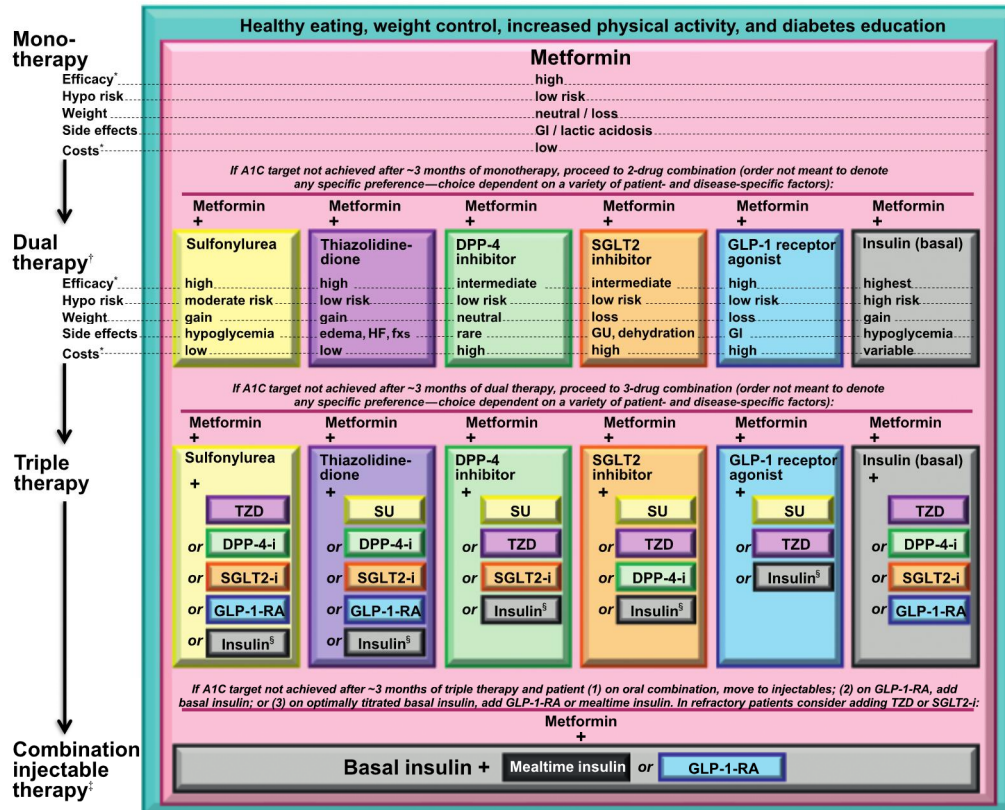 Healthy eating, weight control, increased physical activity, and diabetes education
Mono-
therapy
Metformin
Efficacy* high
Hypo risk low risk
Weight neutral / loss
Side effects GI / lactic acidosis
Costs* low
If A1C target not achieved after ~3 months of monotherapy, proceed to 2-drug combination (order not meant to denote
any specific preference—choice dependent on a variety of patient- and disease-specific factors):
Metformin Metformin Metformin Metformin Metformin Metformin
+ + + + + +
Dual
therapy†
Sulfonylurea Thiazolidine- DPP-4 SGLT2 GLP-1 receptor Insulin (basal)
dione inhibitor inhibitor agonist
Efficacy* high high intermediate intermediate high highest
Hypo risk moderate risk low risk low risk low risk low risk high risk
Weight gain gain neutral loss loss gain
Side effects hypoglycemia edema, HF, fxs rare GU, dehydration GI hypoglycemia
Costs* low low high high high variable
If A1C target not achieved after ~3 months of dual therapy, proceed to 3-drug combination (order not meant to denote
any specific preference—choice dependent on a variety of patient- and disease-specific factors):
Metformin Metformin Metformin Metformin Metformin Metformin
+ + + + + +
Triple
therapy
Sulfonylurea Thiazolidine- DPP-4 SGLT2 GLP-1 receptor Insulin (basal)
dione inhibitor inhibitor agonist
+ + + + + +
TZD SU SU SU SU TZD
or DPP-4-i or DPP-4-i or TZD or TZD or TZD or DPP-4-i
or SGLT2-i or SGLT2-i or SGLT2-i or DPP-4-i or Insulin§ or SGLT2-i
or GLP-1-RA or GLP-1-RA or Insulin§ or Insulin§ or GLP-1-RA
or Insulin§ or Insulin§
If A1C target not achieved after ~3 months of triple therapy and patient (1) on oral combination, move to injectables; (2) on GLP-1-RA, add
basal insulin; or (3) on optimally titrated basal insulin, add GLP-1-RA or mealtime insulin. In refractory patients consider adding TZD or SGLT2-i:
Metformin
+
Combination
injectable
therapy‡
Basal insulin + Mealtime insulin or GLP-1-RA